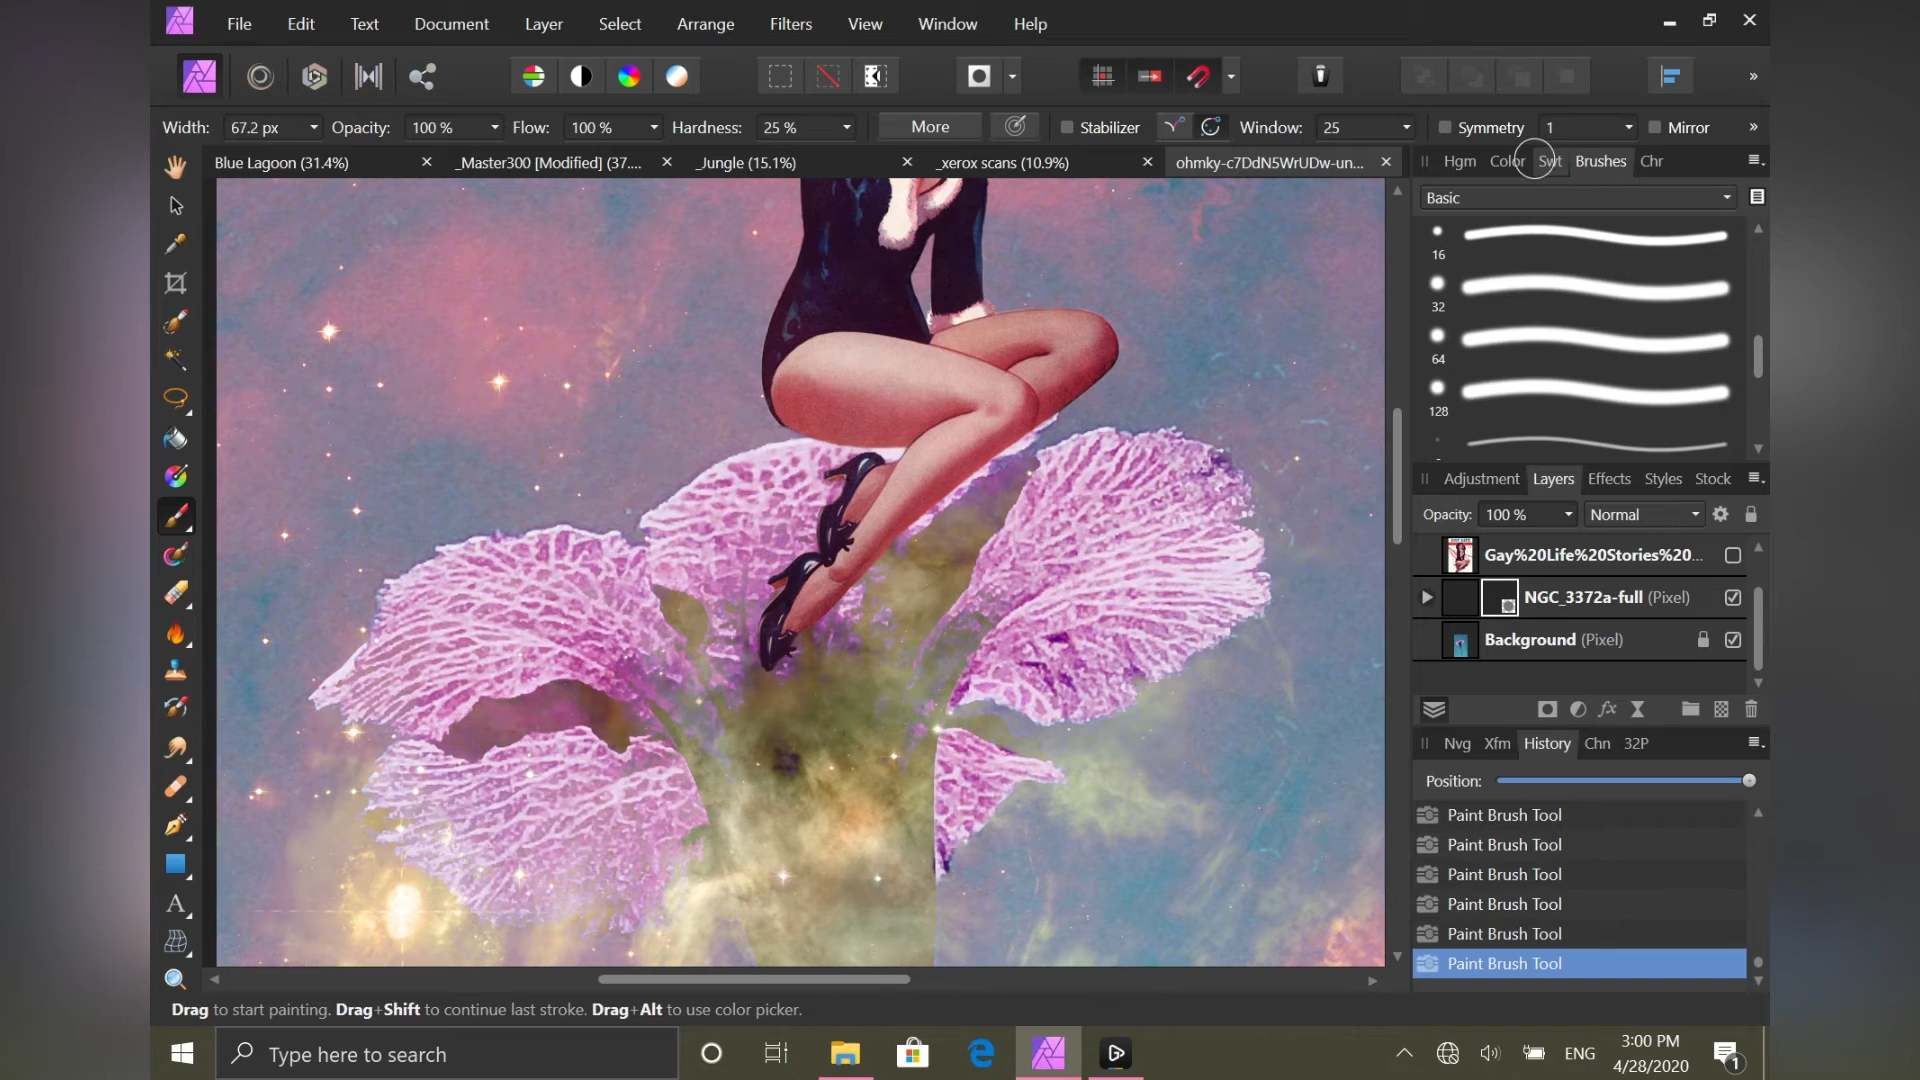 File Edit Text Document Layer Select Arrange Filters View Window Help
Width: 67.2 px Opacity: 100 % Flow: 100 % Hardness: 25 % More Stabilizer Window: 25 Symmetry 1 Mirror
Blue Lagoon (31.4%) _Master300 [Modified] (37.... _Jungle (15.1%) _xerox scans (10.9%) ohmky-c7DdN5WrUDw-un...
Hgm Color Swt Brushes Chr
Basic
16
32
64
128
Adjustment Layers Effects Styles Stock
Opacity: 100 % Normal
Gay%20Life%20Stories%20...
NGC_3372a-full (Pixel)
Background (Pixel)
Nvg Xfm History Chn 32P
Position:
Paint Brush Tool
Paint Brush Tool
Paint Brush Tool
Paint Brush Tool
Paint Brush Tool
Paint Brush Tool
Drag to start painting. Drag+Shift to continue last stroke. Drag+Alt to use color picker.
Type here to search
ENG
3:00 PM
4/28/2020
1